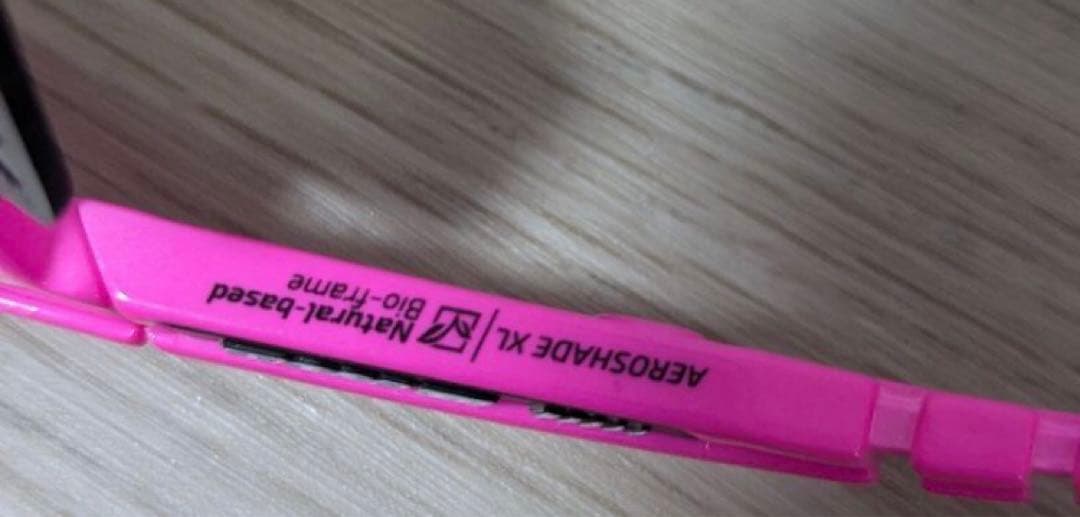 AEROSHADE XL
Natural-based
Bio-frame